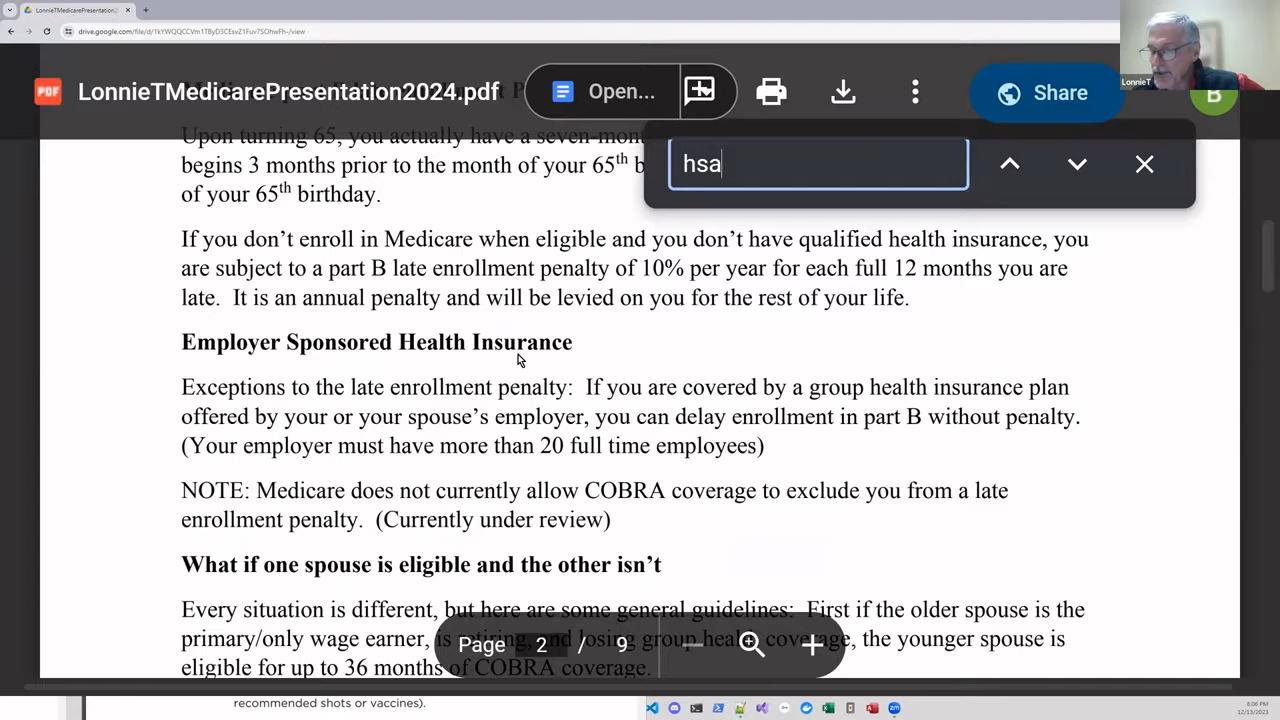 LonnieTMedicarePresentation2
drive.google.com/file/d/1kYWQQCCVm1TByD3CEsvZ1Fuv7SOhwFh-/view
LonnieT
PDF
LonnieTMedicarePresentation2024.pdf
Open...
Share
B
hsa
Upon turning 65, you actually have a seven-mont
begins 3 months prior to the month of your 65th b
of your 65th birthday.
If you don’t enroll in Medicare when eligible and you don’t have qualified health insurance, you
are subject to a part B late enrollment penalty of 10% per year for each full 12 months you are
late. It is an annual penalty and will be levied on you for the rest of your life.
Employer Sponsored Health Insurance
Exceptions to the late enrollment penalty: If you are covered by a group health insurance plan
offered by your or your spouse’s employer, you can delay enrollment in part B without penalty.
(Your employer must have more than 20 full time employees)
NOTE: Medicare does not currently allow COBRA coverage to exclude you from a late
enrollment penalty. (Currently under review)
What if one spouse is eligible and the other isn’t
Every situation is different, but here are some general guidelines: First if the older spouse is the
primary/only wage earner, is retiring, and losing group health coverage, the younger spouse is
eligible for up to 36 months of COBRA coverage.
Page 2 / 9
recommended shots or vaccines).
6:06 PM
12/13/2023